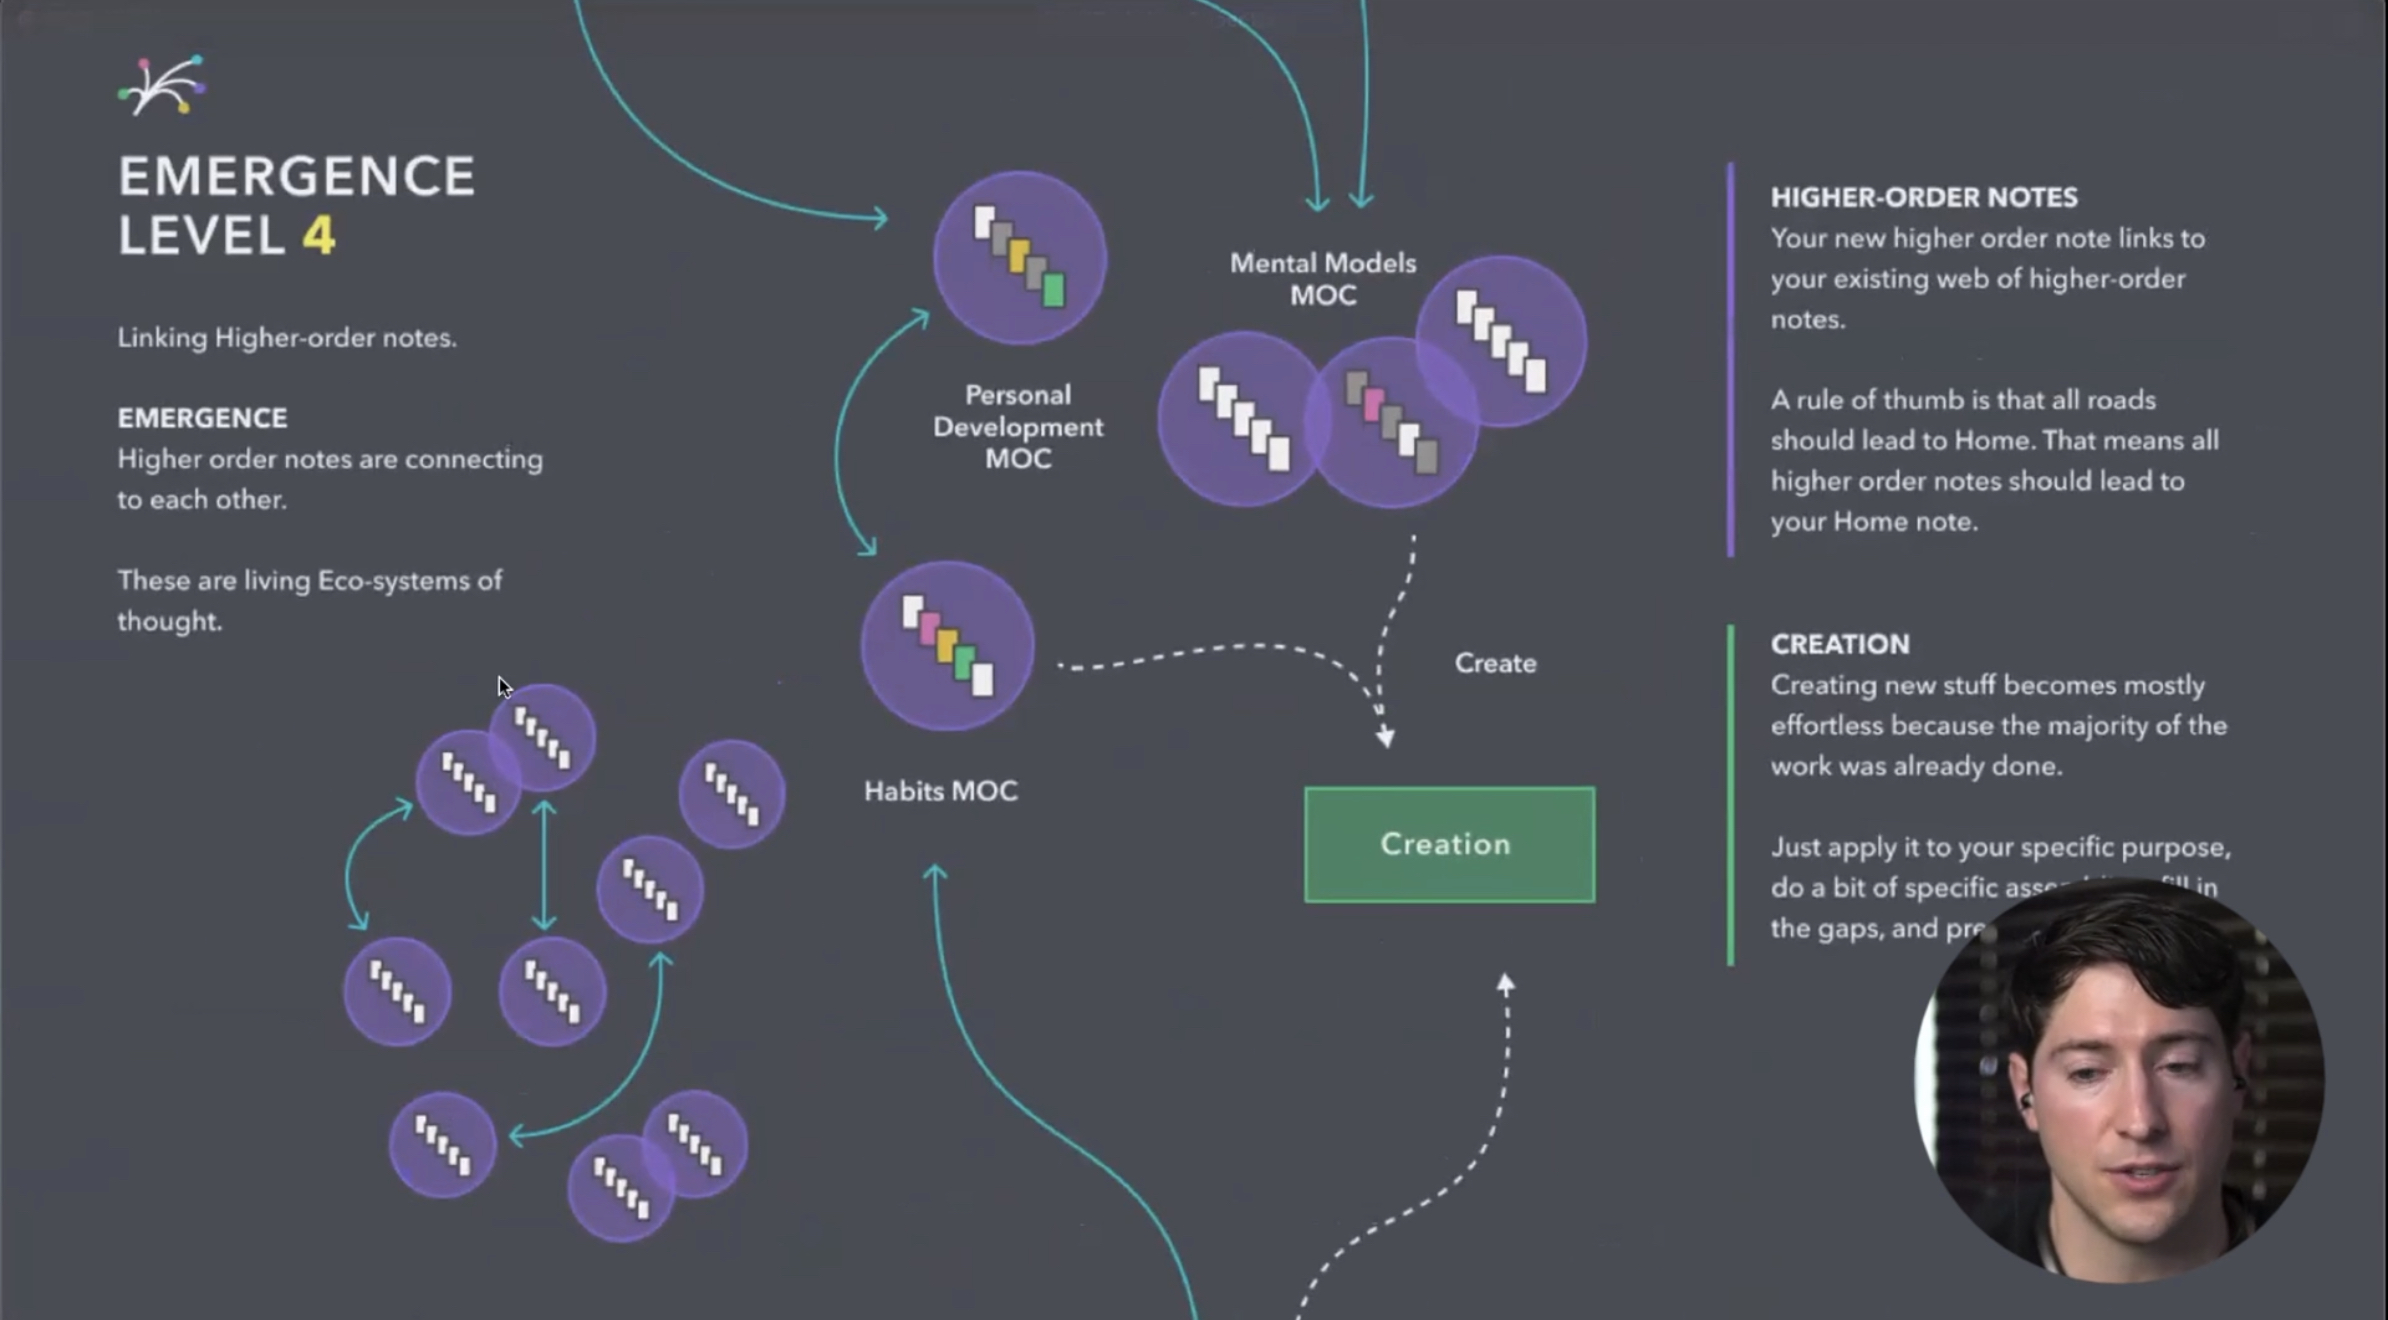 EMERGENCE
LEVEL 4
Linking Higher-order notes.
EMERGENCE
Higher order notes are connecting
to each other.
These are living Eco-systems of
thought.
Personal
Development
MOC
Mental Models
MOC
Habits MOC
Create
Creation
HIGHER-ORDER NOTES
Your new higher order note links to
your existing web of higher-order
notes.
A rule of thumb is that all roads
should lead to Home. That means all
higher order notes should lead to
your Home note.
CREATION
Creating new stuff becomes mostly
effortless because the majority of the
work was already done.
Just apply it to your specific purpose,
do a bit of specific fill in
the gaps, and